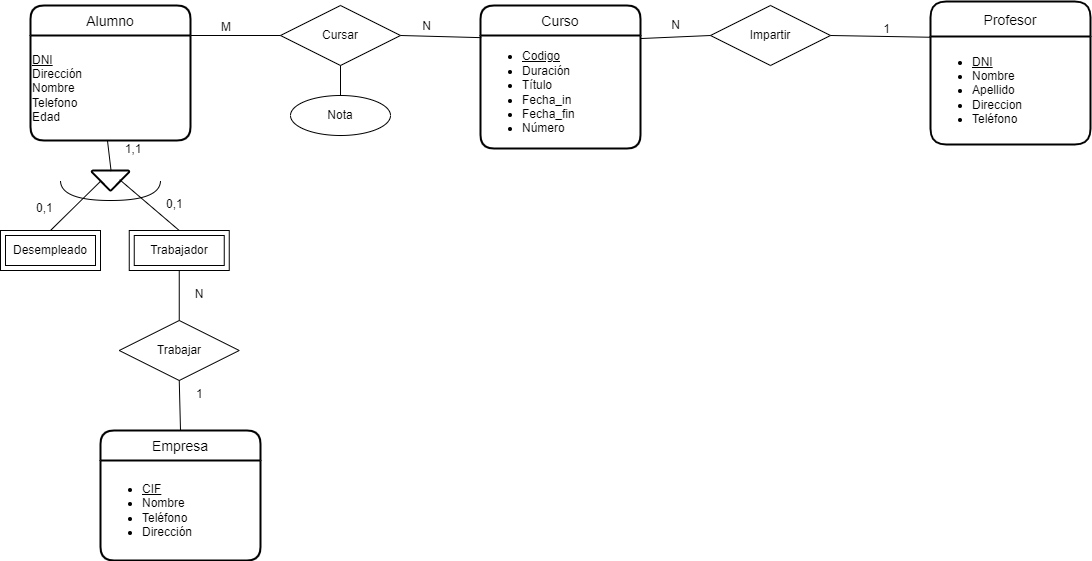 Alumno
DNI
Dirección
Nombre
Telefono
Edad
M
Cursar
Nota
N
Curso
Codigo
Duración
Título
Fecha_in
Fecha_fin
Número
N
Impartir
1
Profesor
DNI
Nombre
Apellido
Direccion
Teléfono
1,1
0,1
0,1
Desempleado
Trabajador
N
Trabajar
1
Empresa
CIF
Nombre
Teléfono
Dirección